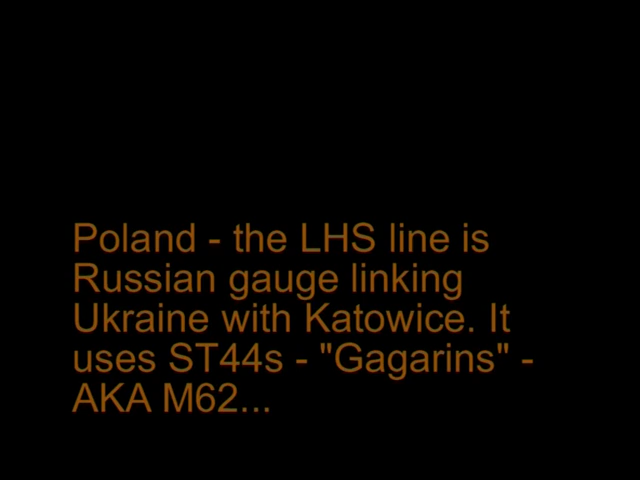 Poland - the LHS line is
Russian gauge linking
Ukraine with Katowice. It
uses ST44s - "Gagarins" -
AKA M62...